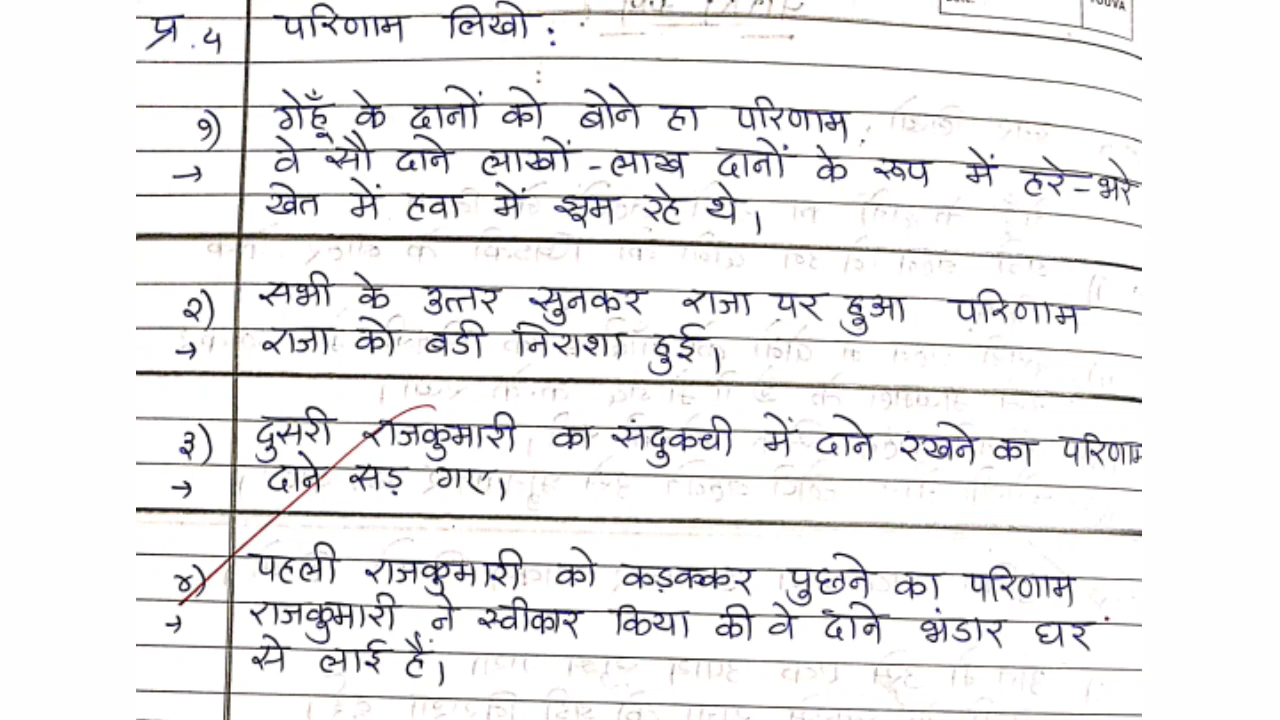 प्र.५ परिणाम लिखो :
१) गेहूँ के दानों को बोने हा परिणाम
→ वे सौ दाने लाखों-लाख दानों के रूप में हरे-भरे
खेत में हवा में झूम रहे थे।
२) सभी के उत्तर सुनकर राजा पर हुआ परिणाम
→ राजा को बडी निराशा हुई।
३) दुसरी राजकुमारी का संदुकची में दाने रखने का परिणाम
→ दाने सड़ गए।
४) पहली राजकुमारी को कड़ककर पुछने का परिणाम
→ राजकुमारी ने स्वीकार किया की वे दाने भंडार घर
से लाई हैं।